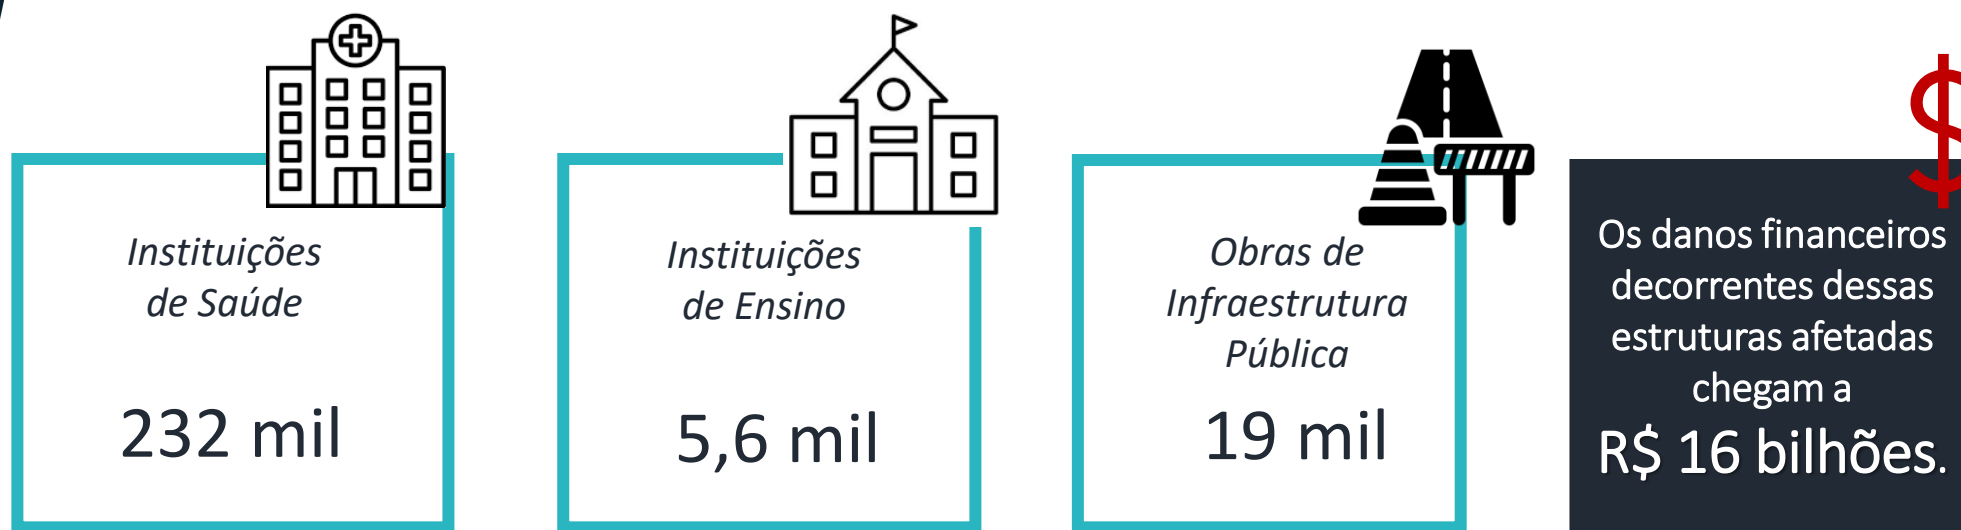 Instituições
de Saúde
232 mil
Instituições
de Ensino
5,6 mil
Obras de
Infraestrutura
Pública
19 mil
$
Os danos financeiros
decorrentes dessas
estruturas afetadas
chegam a
R$ 16 bilhões.